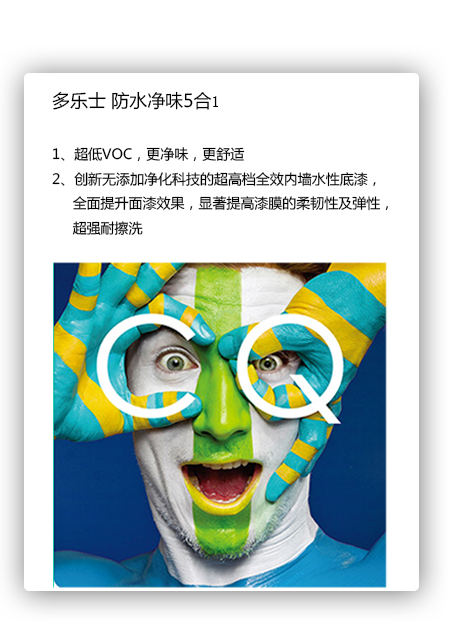 多乐士 防水净味5合1
1、超低VOC，更净味，更舒适
2、创新无添加净化科技的超高档全效内墙水性底漆，
全面提升面漆效果，显著提高漆膜的柔韧性及弹性，
超强耐擦洗
CQ